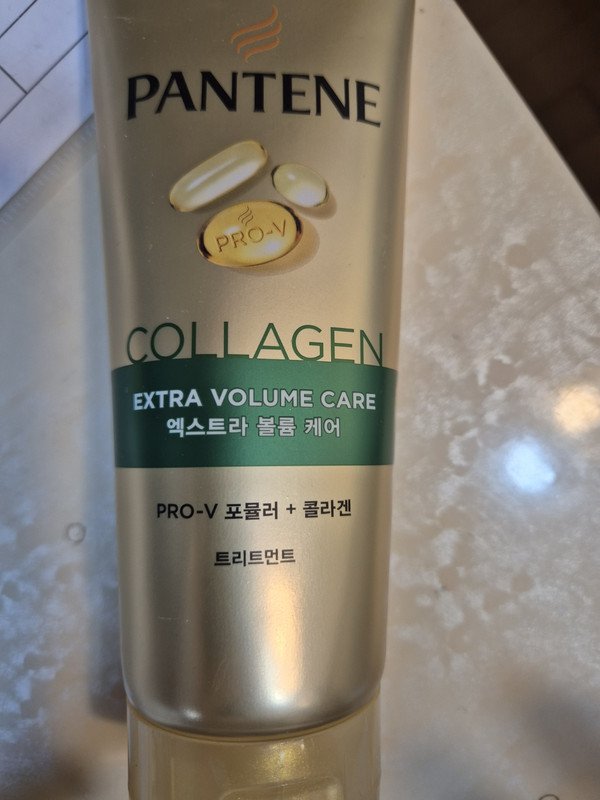 PANTENE
PRO-V
COLLAGEN
EXTRA VOLUME CARE
엑스트라 볼륨 케어
PRO-V 포뮬러 + 콜라겐
트리트먼트